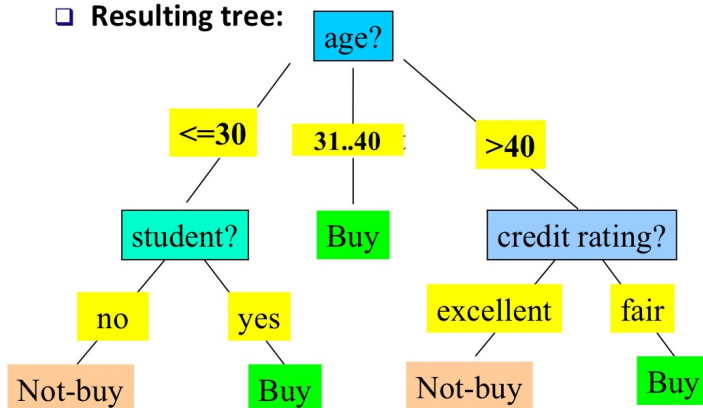 ❑ Resulting tree:
age?
<=30
31..40
>40
student?
Buy
credit rating?
no
yes
excellent
fair
Not-buy
Buy
Not-buy
Buy